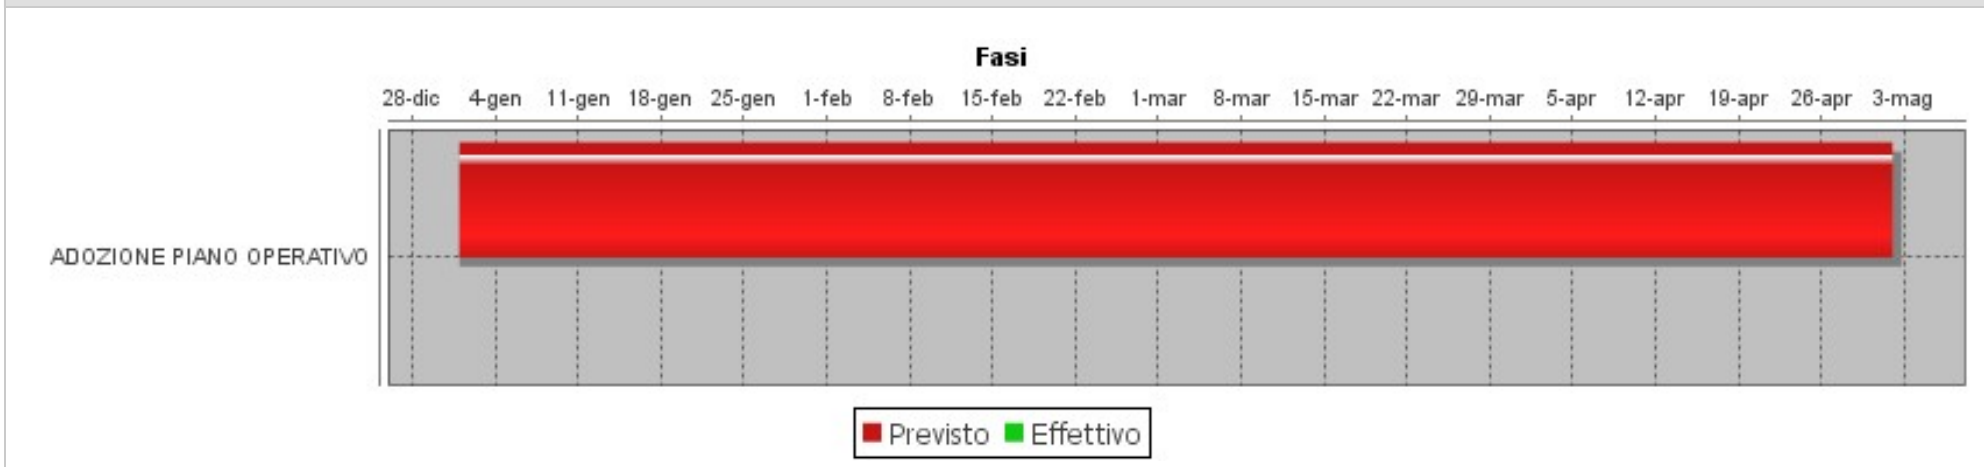 Fasi
28-dic 4-gen 11-gen 18-gen 25-gen 1-feb 8-feb 15-feb 22-feb 1-mar 8-mar 15-mar 22-mar 29-mar 5-apr 12-apr 19-apr 26-apr 3-mag
ADOZIONE PIANO OPERATIVO
Previsto Effettivo